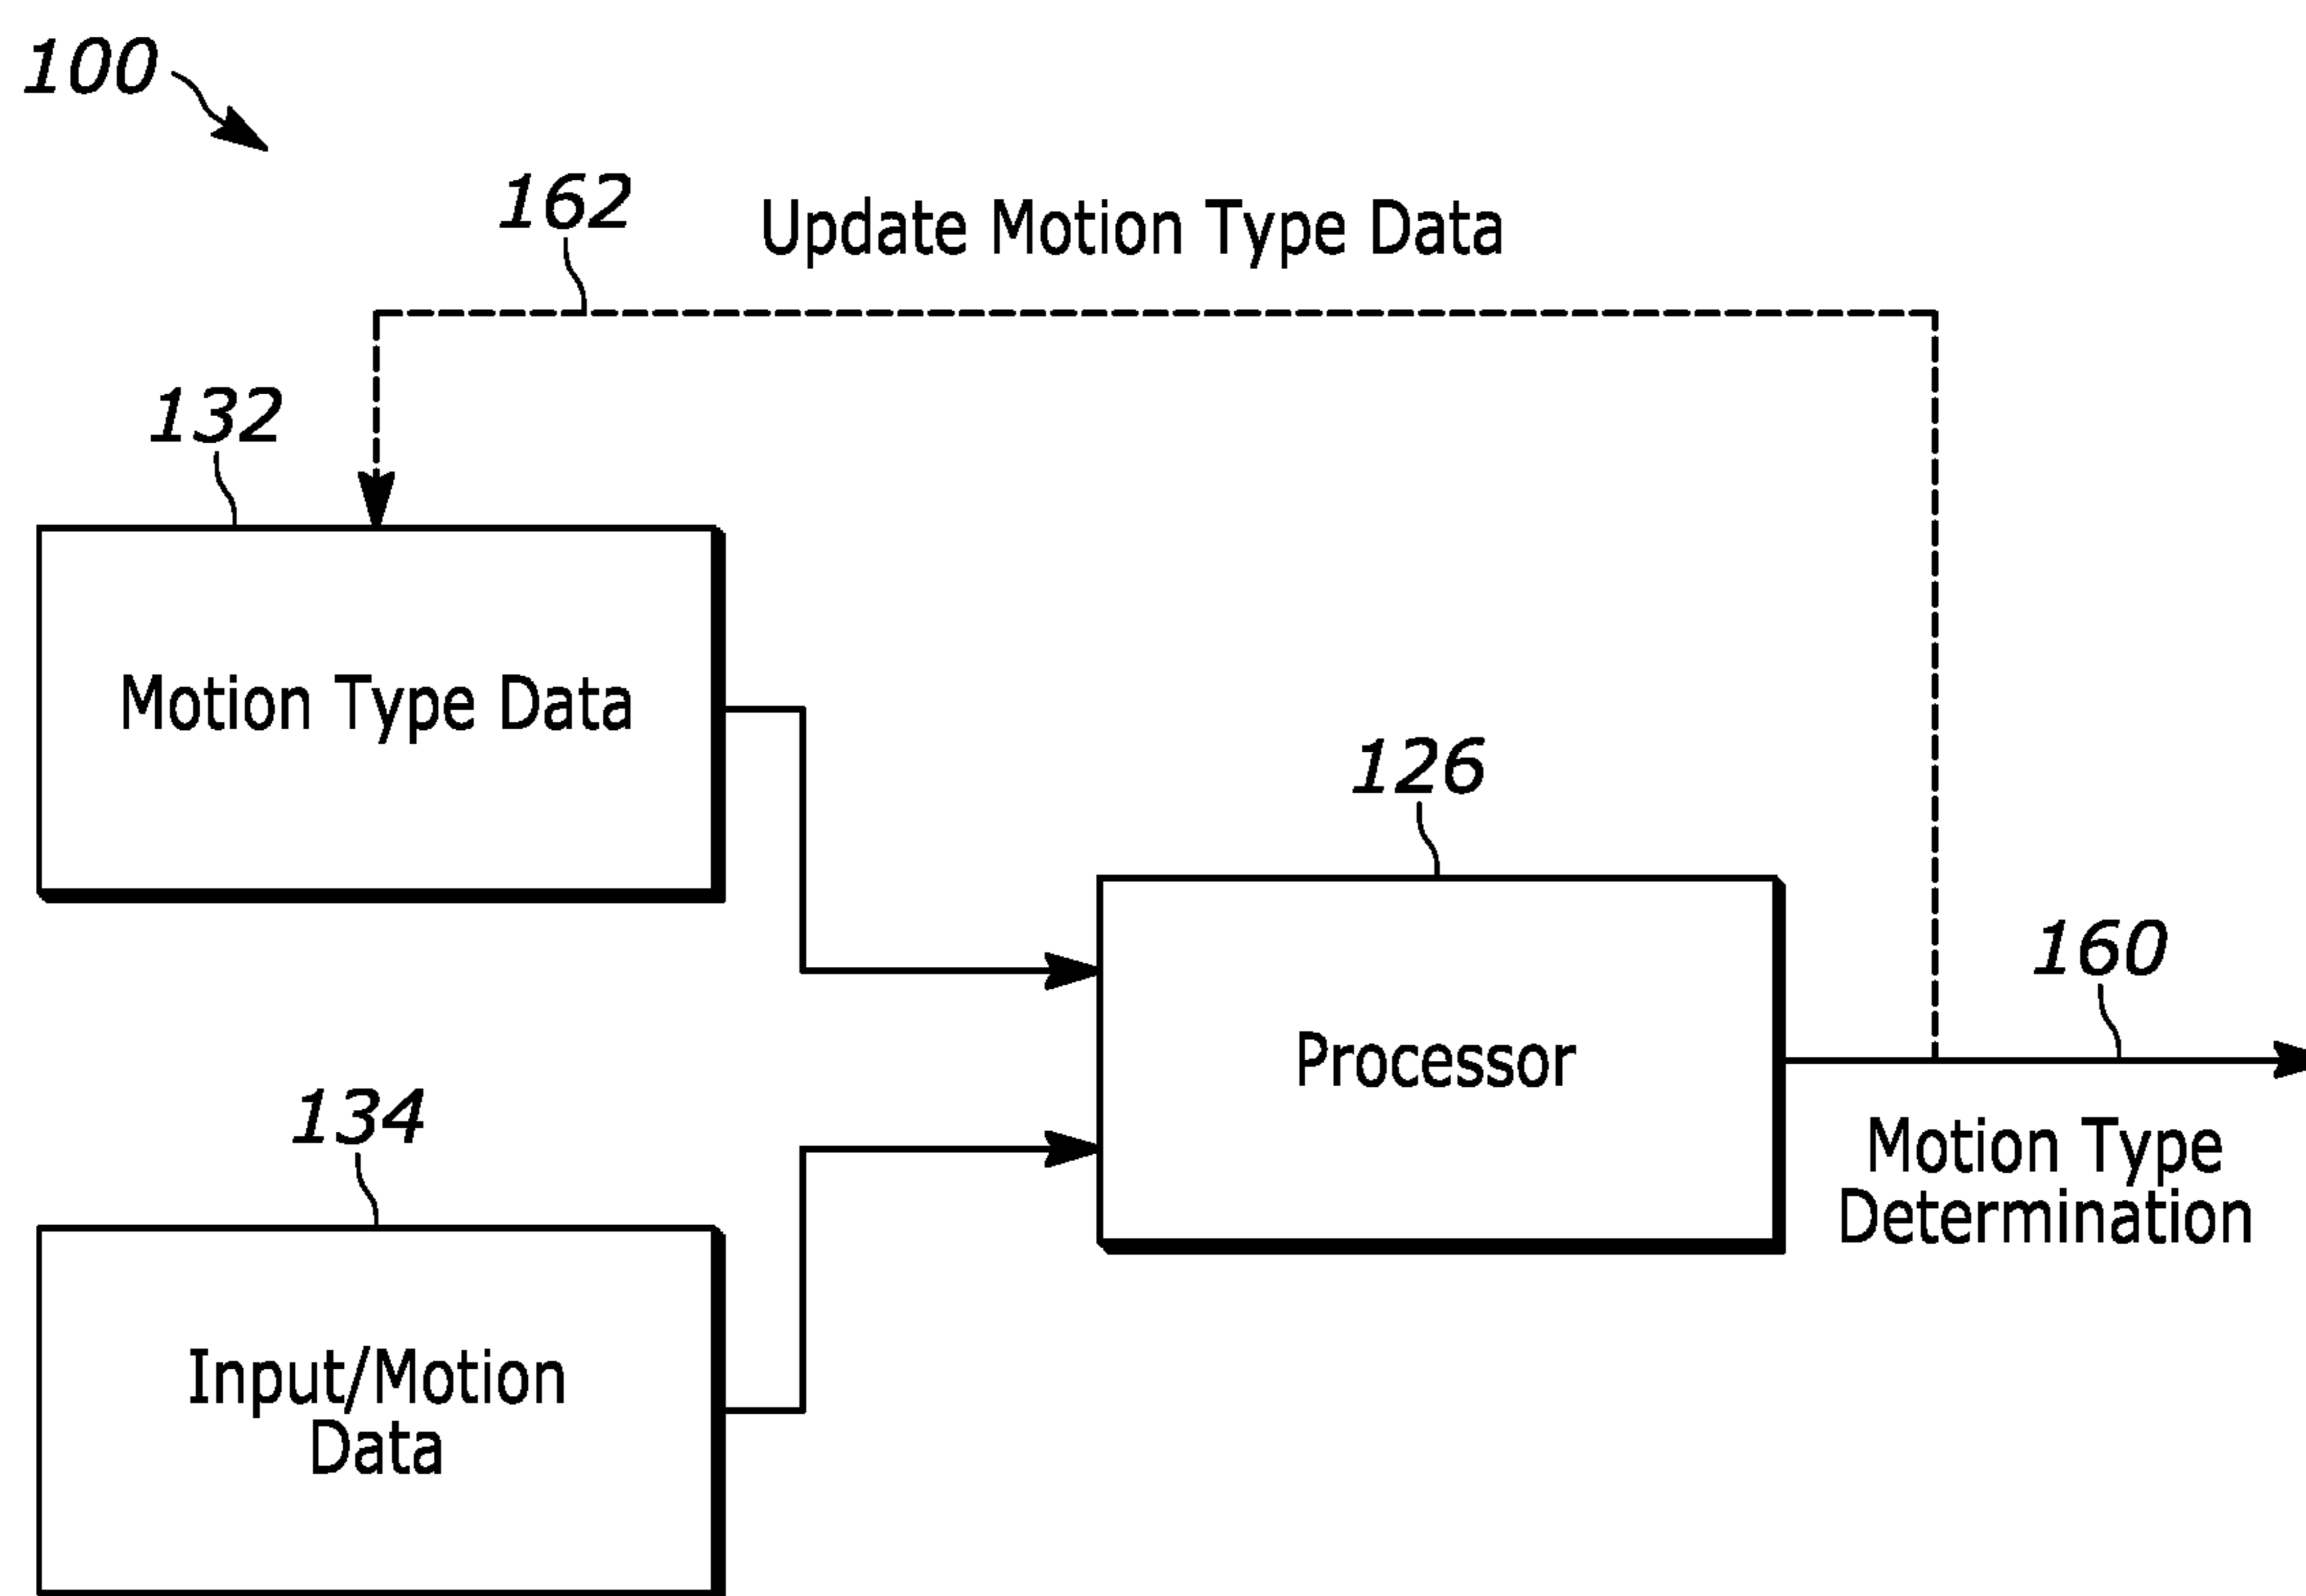 100
162
Update Motion Type Data
132
Motion Type Data
126
Processor
160
Motion Type
Determination
134
Input/Motion
Data